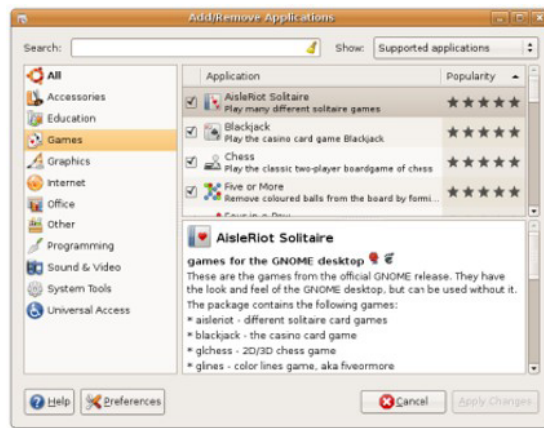 Add/Remove Applications
Search:
Show: Supported applications
All
Accessories
Education
Games
Graphics
Internet
Office
Other
Programming
Sound & Video
System Tools
Universal Access
Application Popularity
AisleRiot Solitaire
Play many different solitaire games
Blackjack
Play the casino card game Blackjack
Chess
Play the classic two-player boardgame of chess
Five or More
Remove coloured balls from the board by formi...
AisleRiot Solitaire
games for the GNOME desktop
These are the games from the official GNOME release. They have
the look and feel of the GNOME desktop, but can be used without it.
The package contains the following games:
* aisleriot - different solitaire card games
* blackjack - the casino card game
* glchess - 2D/3D chess game
* glines - color lines game, aka fiveormore
Help Preferences Cancel Apply Changes